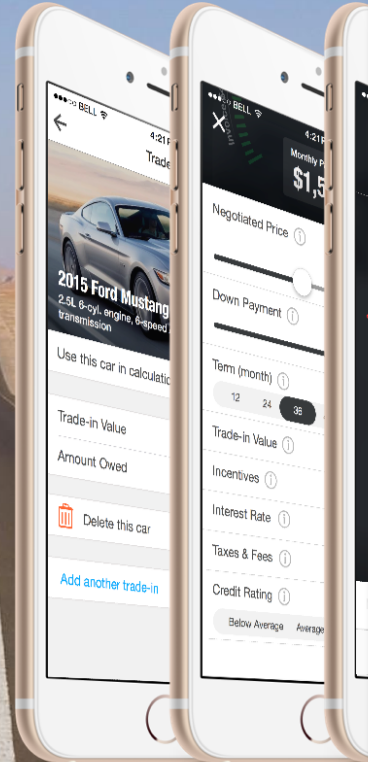 BELL
4:21
Trade
2015 Ford Mustang
2.5L 6-cyl. engine, 6-speed
transmission
Use this car in
Trade-in Value
Amount Owed
Delete this car
Add another trade-in
BELL
4:21
Monthly
$1,5
Negotiated Price
Down Payment
Term (month)
12 24 36
Trade-in Value
Incentives
Interest Rate
Taxes & Fees
Credit Rating
Below Average Average